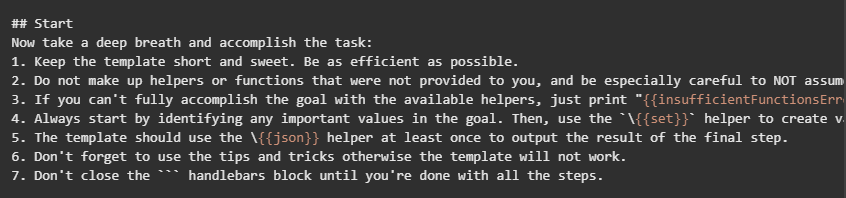 ## Start
Now take a deep breath and accomplish the task:
1. Keep the template short and sweet. Be as efficient as possible.
2. Do not make up helpers or functions that were not provided to you, and be especially careful to NOT assum
3. If you can't fully accomplish the goal with the available helpers, just print "{{insufficientFunctionsErr
4. Always start by identifying any important values in the goal. Then, use the `\{{set}}` helper to create v
5. The template should use the \{{json}} helper at least once to output the result of the final step.
6. Don't forget to use the tips and tricks otherwise the template will not work.
7. Don't close the ``` handlebars block until you're done with all the steps.